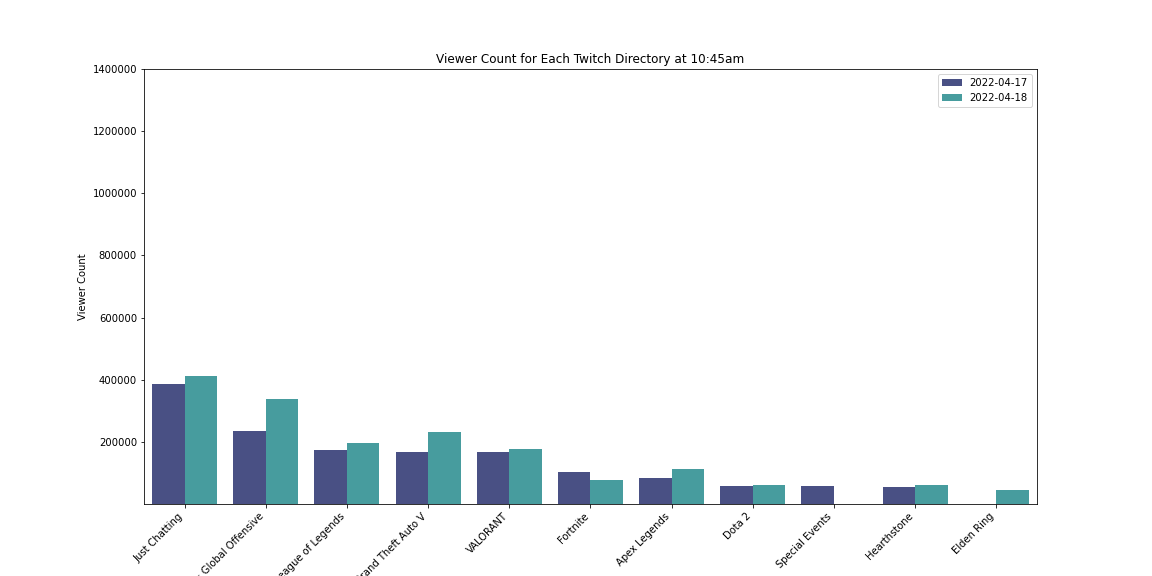 Viewer Count for Each Twitch Directory at 10:45am
2022-04-17
2022-04-18
Viewer Count
1400000
1200000
1000000
800000
600000
400000
200000
Just Chatting
Global Offensive
eague of Legends
rand Theft Auto V
VALORANT
Fortnite
Apex Legends
Dota 2
Special Events
Hearthstone
Elden Ring